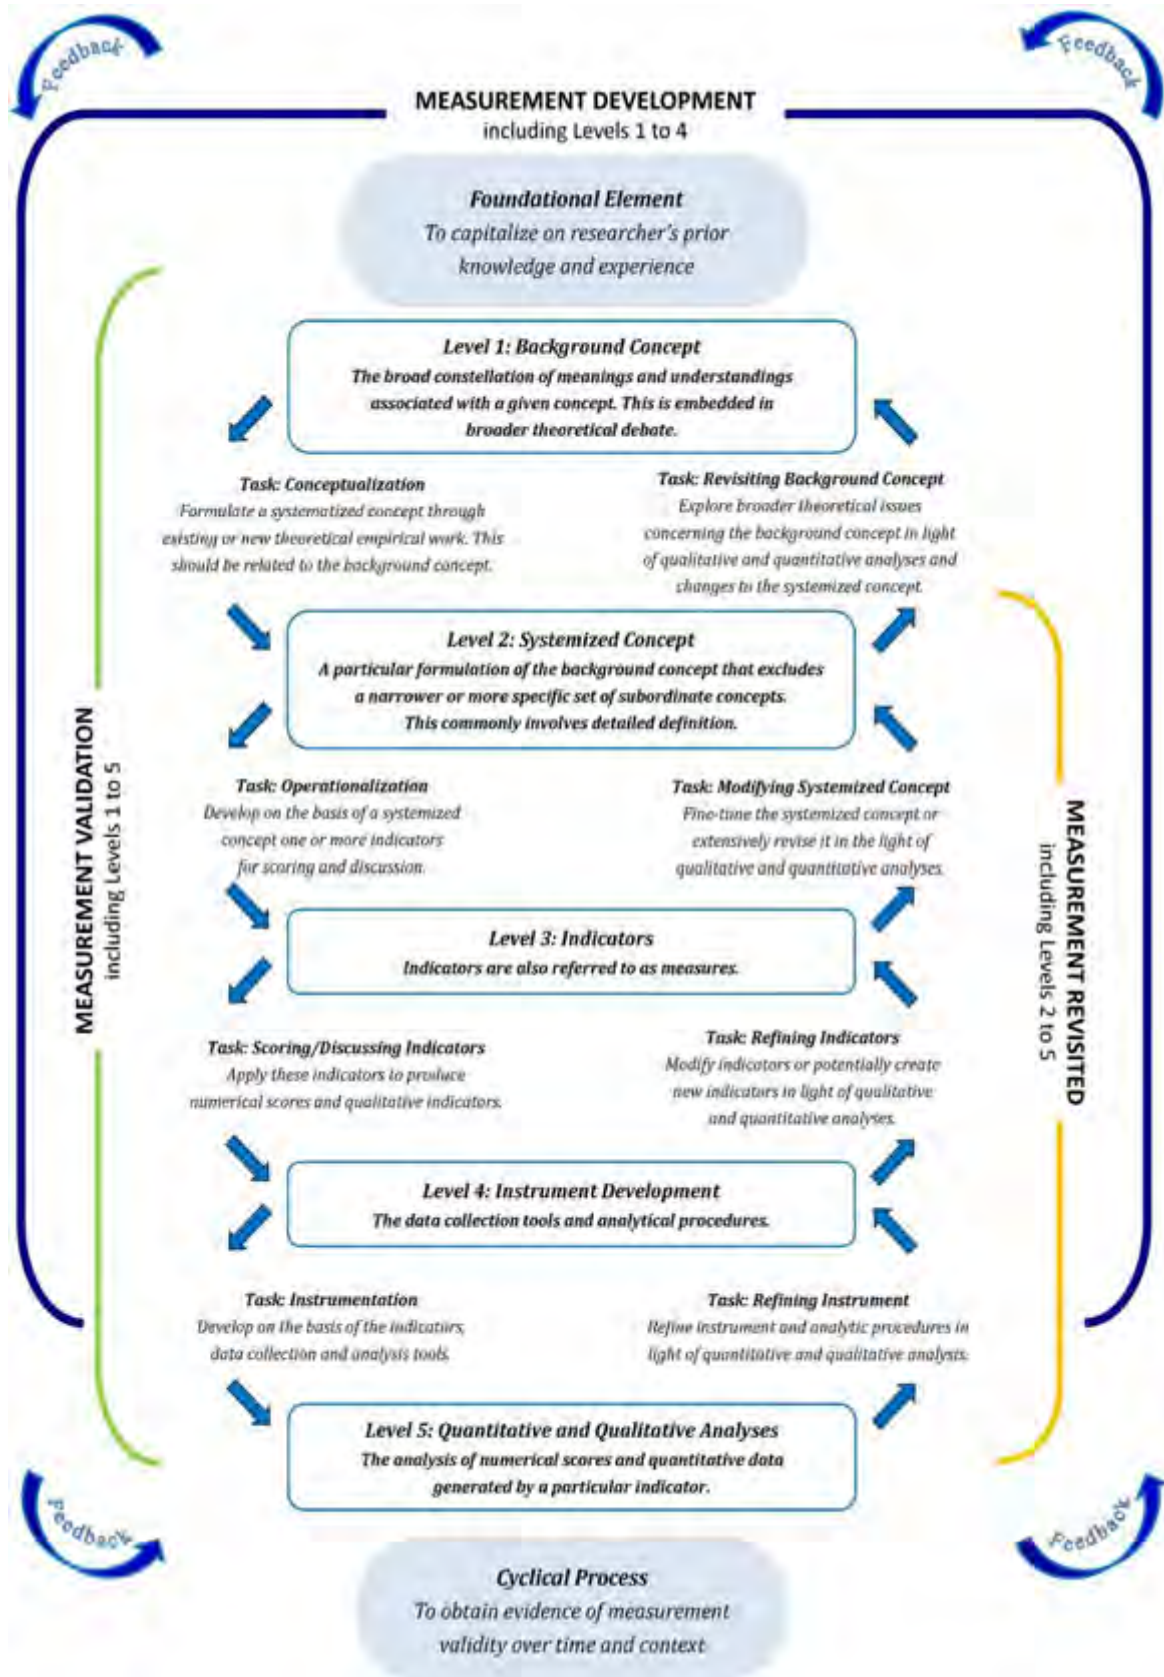 Feedback
Feedback
MEASUREMENT DEVELOPMENT
including Levels 1 to 4
Foundational Element
To capitalize on researcher's prior
knowledge and experience
Level 1: Background Concept
The broad constellation of meanings and understandings
associated with a given concept. This is embedded in
broader theoretical debate.
Task: Conceptualization
Formulate a systematized concept through
existing or new theoretical empirical work. This
should be related to the background concept.
Task: Revisiting Background Concept
Explore broader theoretical issues
concerning the background concept in light
of qualitative and quantitative analyses and
changes to the systemized concept.
Level 2: Systemized Concept
A particular formulation of the background concept that excludes
a narrower or more specific set of subordinate concepts.
This commonly involves detailed definition.
Task: Operationalization
Develop on the basis of a systemized
concept one or more indicators
for scoring and discussion.
Task: Modifying Systemized Concept
Fine-tune the systemized concept or
extensively revise it in the light of
qualitative and quantitative analyses.
Level 3: Indicators
Indicators are also referred to as measures.
Task: Scoring/Discussing Indicators
Apply these indicators to produce
numerical scores and qualitative indicators.
Task: Refining Indicators
Modify indicators or potentially create
new indicators in light of qualitative
and quantitative analyses.
Level 4: Instrument Development
The data collection tools and analytical procedures.
Task: Instrumentation
Develop on the basis of the indicators,
data collection and analysis tools.
Task: Refining Instrument
Refine instrument and analytic procedures in
light of quantitative and qualitative analysis.
Level 5: Quantitative and Qualitative Analyses
The analysis of numerical scores and quantitative data
generated by a particular indicator.
MEASUREMENT VALIDATION
including Levels 1 to 5
MEASUREMENT REVISITED
including Levels 2 to 5
Feedback
Feedback
Cyclical Process
To obtain evidence of measurement
validity over time and context